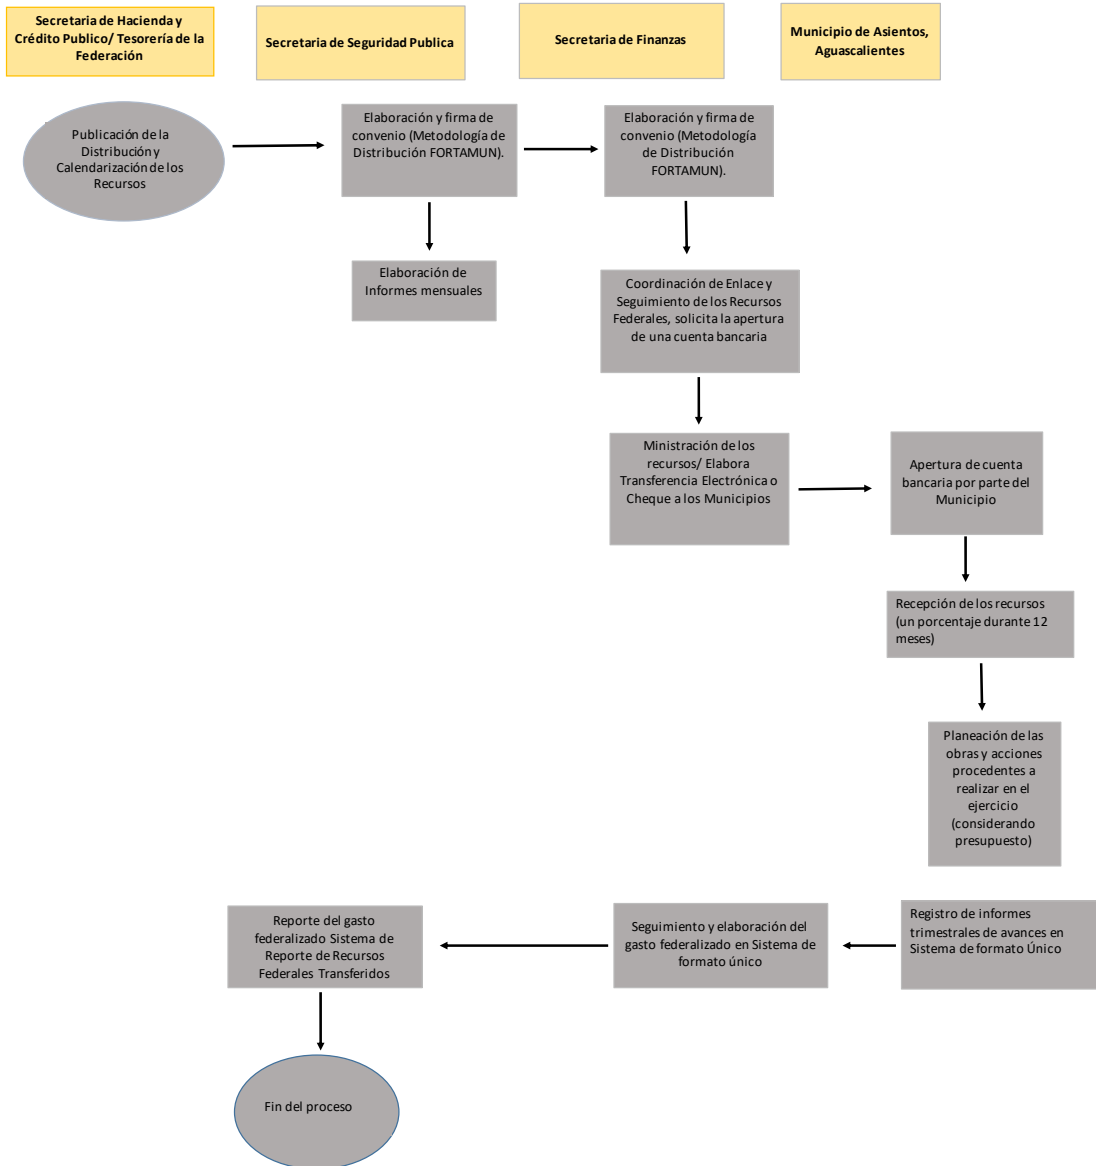 Secretaria de Hacienda y
Crédito Publico/ Tesorería de la
Federación
Secretaria de Seguridad Publica
Secretaria de Finanzas
Municipio de Asientos,
Aguascalientes
Publicación de la
Distribución y
Calendarización de los
Recursos
Elaboración y firma de
convenio (Metodología de
Distribución FORTAMUN).
Elaboración y firma de
convenio (Metodología
de Distribución
FORTAMUN).
Elaboración de
Informes mensuales
Coordinación de Enlace y
Seguimiento de los Recursos
Federales, solicita la apertura
de una cuenta bancaria
Ministración de los
recursos/ Elabora
Transferencia Electrónica o
Cheque a los Municipios
Apertura de cuenta
bancaria por parte del
Municipio
Recepción de los recursos
(un porcentaje durante 12
meses)
Planeación de las
obras y acciones
procedentes a
realizar en el
ejercicio
(considerando
presupuesto)
Reporte del gasto
federalizado Sistema de
Reporte de Recursos
Federales Transferidos
Seguimiento y elaboración del
gasto federalizado en Sistema de
formato único
Registro de informes
trimestrales de avances en
Sistema de formato Único
Fin del proceso